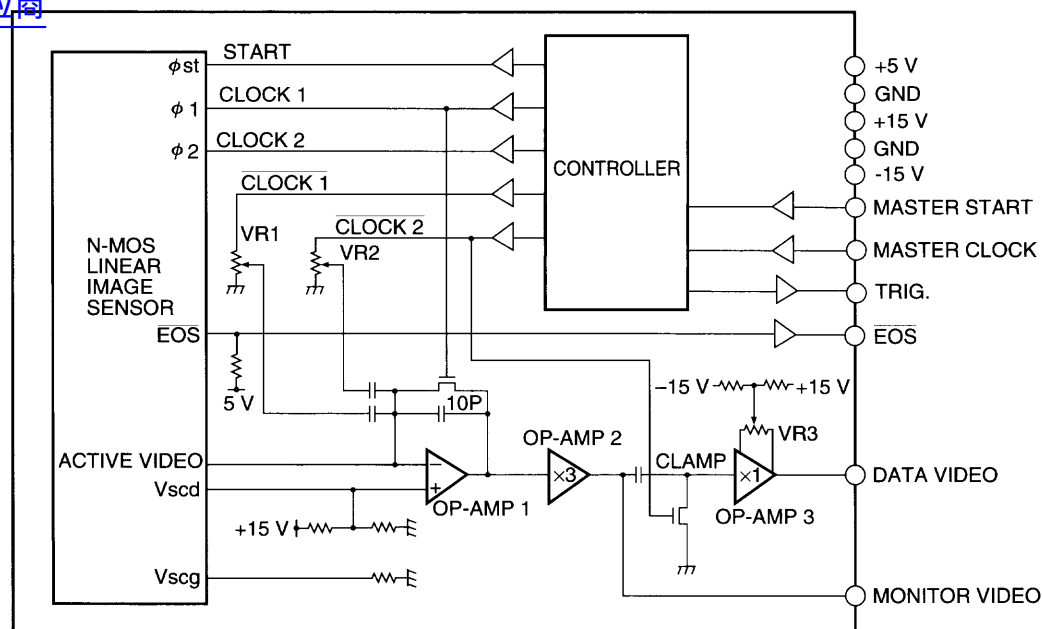 应商
START
φst
CLOCK 1
φ1
CLOCK 2
φ2
CLOCK 1
CLOCK 2
VR1
VR2
N-MOS
LINEAR
IMAGE
SENSOR
CONTROLLER
+5 V
GND
+15 V
GND
-15 V
MASTER START
MASTER CLOCK
TRIG.
EOS
EOS
5 V
10P
−15 V
+15 V
VR3
OP-AMP 2
ACTIVE VIDEO
−
×3
CLAMP
×1
DATA VIDEO
Vscd
+
OP-AMP 1
OP-AMP 3
+15 V
Vscg
MONITOR VIDEO